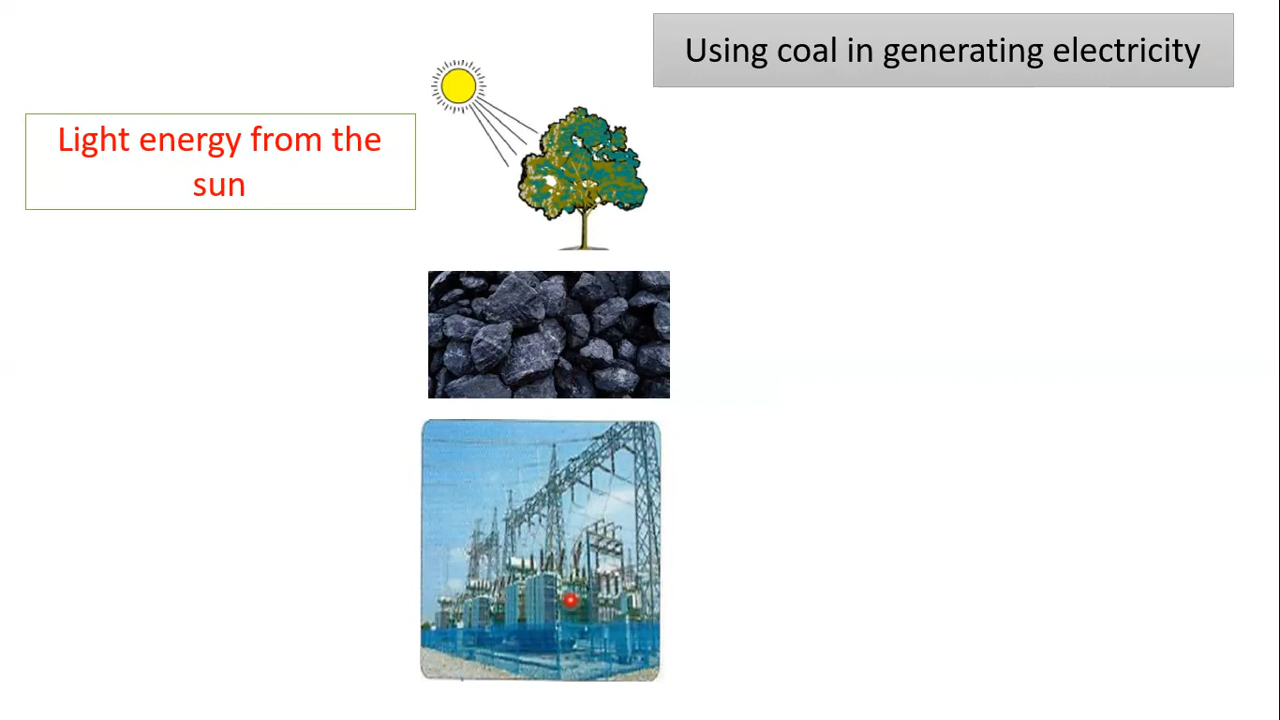 Using coal in generating electricity
Light energy from the
sun